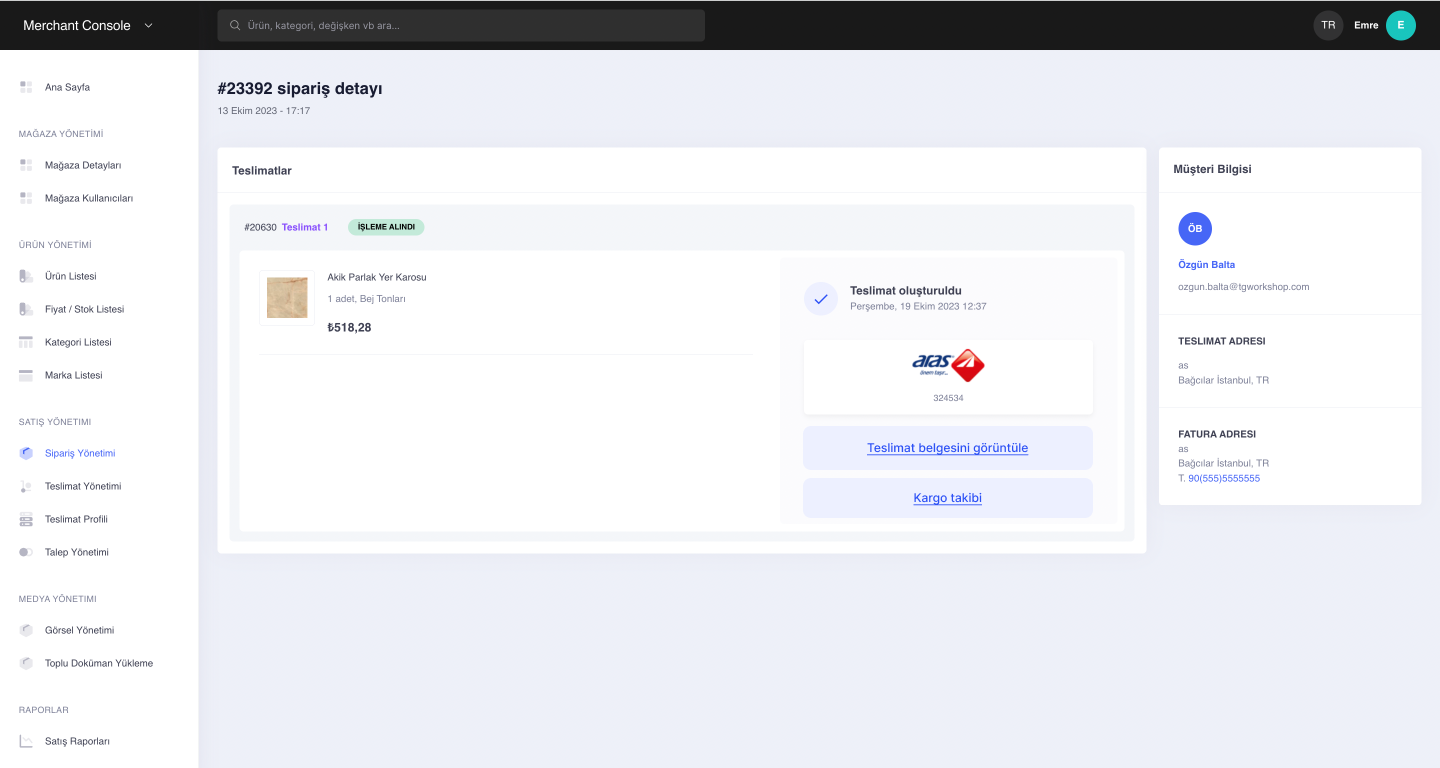 Merchant Console
Ürün, kategori, değişken vb ara...
TR
Emre
E
Ana Sayfa
MAĞAZA YÖNETİMİ
Mağaza Detayları
Mağaza Kullanıcıları
ÜRÜN YÖNETİMİ
Ürün Listesi
Fiyat / Stok Listesi
Kategori Listesi
Marka Listesi
SATIŞ YÖNETIMI
Sipariş Yönetimi
Teslimat Yönetimi
Teslimat Profili
Talep Yönetimi
MEDYA YÖNETIMI
Görsel Yönetimi
Toplu Doküman Yükleme
RAPORLAR
Satış Raporları
#23392 sipariş detayı
13 Ekim 2023 - 17:17
Teslimatlar
#20630 Teslimat 1 İŞLEME ALINDI
Akik Parlak Yer Karosu
1 adet, Bej Tonları
₺518,28
Teslimat oluşturuldu
Perşembe, 19 Ekim 2023 12:37
aras
önem taşır...
324534
Teslimat belgesini görüntüle
Kargo takibi
Müşteri Bilgisi
ÖB
Özgün Balta
ozgun.balta@tgworkshop.com
TESLIMAT ADRESI
as
Bağcılar İstanbul, TR
FATURA ADRESI
as
Bağcılar İstanbul, TR
T. 90(555)5555555